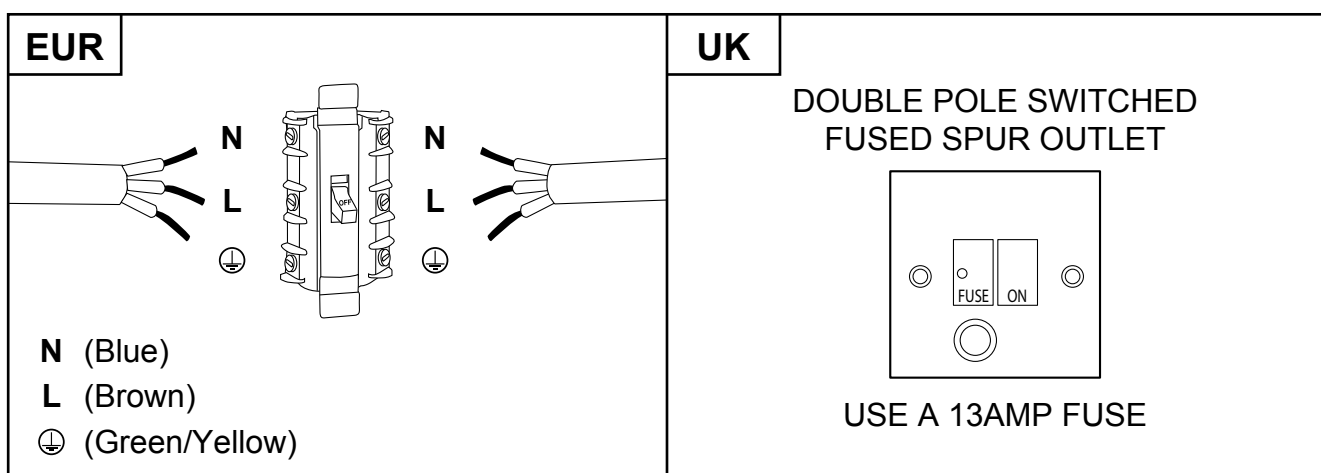 EUR
N
L
OFF
N
L
N (Blue)
L (Brown)
(Green/Yellow)
UK
DOUBLE POLE SWITCHED
FUSED SPUR OUTLET
FUSE ON
USE A 13AMP FUSE